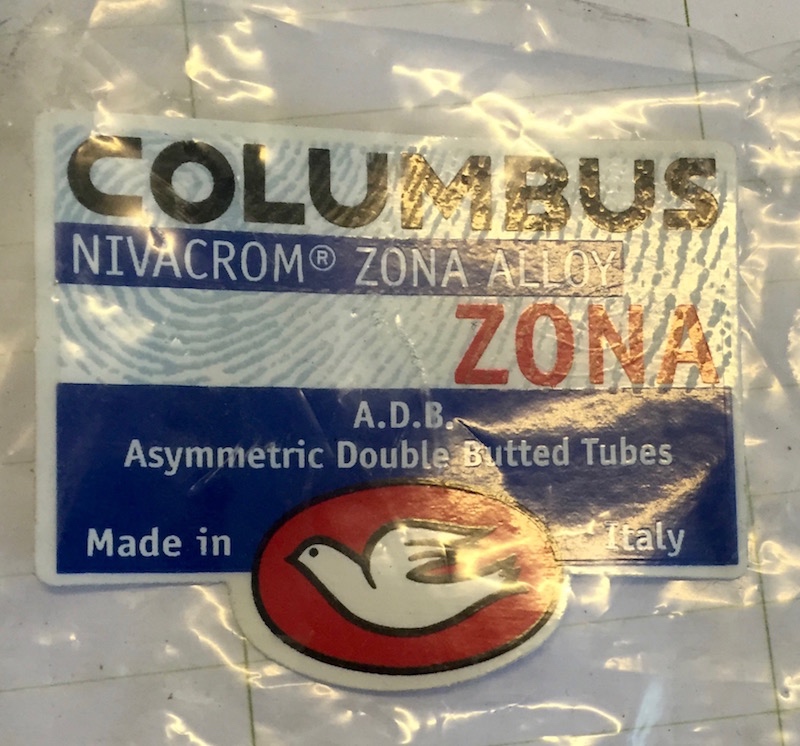 COLUMBUS
NIVACROM® ZONA ALLOY
ZONA
A.D.B.
Asymmetric Double Butted Tubes
Made in Italy